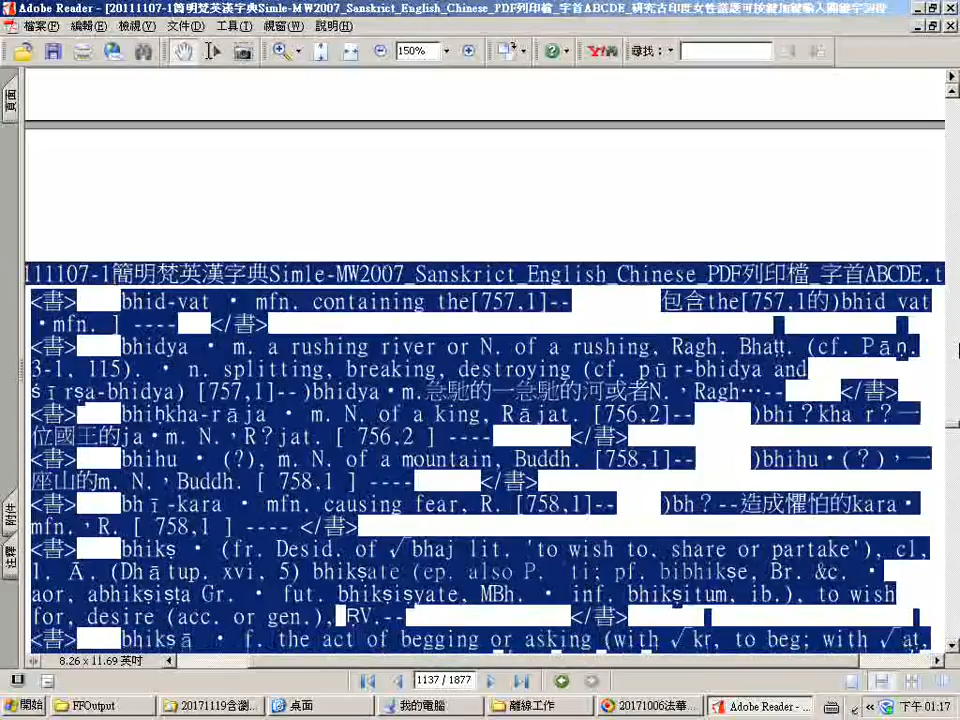 Adobe Reader - [20111107-1簡明梵英漢字典Simle-MW2007_Sanskrict_English_Chinese_PDF列印檔_字首ABCDE_研究古印度女性議題可按鍵
檔案(F) 編輯(E) 檢視(V) 文件(D) 工具(T) 視窗(W) 說明(H)
150% 尋找:
頁面
111107-1簡明梵英漢字典Simle-MW2007_Sanskrict_English_Chinese_PDF列印檔_字首ABCDE.t
<書> bhid-vat • mfn. containing the[757,1]-- 包含the[757,1的)bhid vat
•mfn. ] ---- </書>
<書> bhidya • m. a rushing river or N. of a rushing, Ragh. Bhaṭṭ. (cf. Pāṇ.
3-1, 115). • n. splitting, breaking, destroying (cf. pūr-bhidya and
śīrṣa-bhidya) [757,1]--)bhidya•m.急馳的一急馳的河或者N.,Ragh…-- </書>
<書> bhiḥkha-rāja • m. N. of a king, Rājat. [756,2]-- )bhi?kha r?一
位國王的ja•m. N.,R?jat. [ 756,2 ] ---- </書>
<書> bhihu • (?), m. N. of a mountain, Buddh. [758,1]-- )bhihu•(?),一
座山的m. N.,Buddh. [ 758,1 ] ---- </書>
<書> bhī-kara • mfn. causing fear, R. [758,1]-- )bh?--造成懼怕的kara•
mfn.,R. [ 758,1 ] ---- </書>
<書> bhikṣ • (fr. Desid. of √bhaj lit. 'to wish to, share or partake'), cl,
1. Ā. (Dhātup. xvi, 5) bhikṣate (ep. also P. ti; pf. bibhikṣe, Br. &c. •
aor, abhikṣiṣṭa Gr. • fut. bhikṣiṣyate, MBh. • inf. bhikṣitum, ib.), to wish
for, desire (acc. or gen.), RV.-- </書>
<書> bhikṣā • f. the act of begging or asking (with √kṛ, to beg; with √aṭ,
附件
注釋
8.26 x 11.69 英吋
1137 / 1877
開始 FFOutput 20171119含瀏... 桌面 我的電腦 離線工作 20171006法華... Adobe Reader - ... 下午 01:17